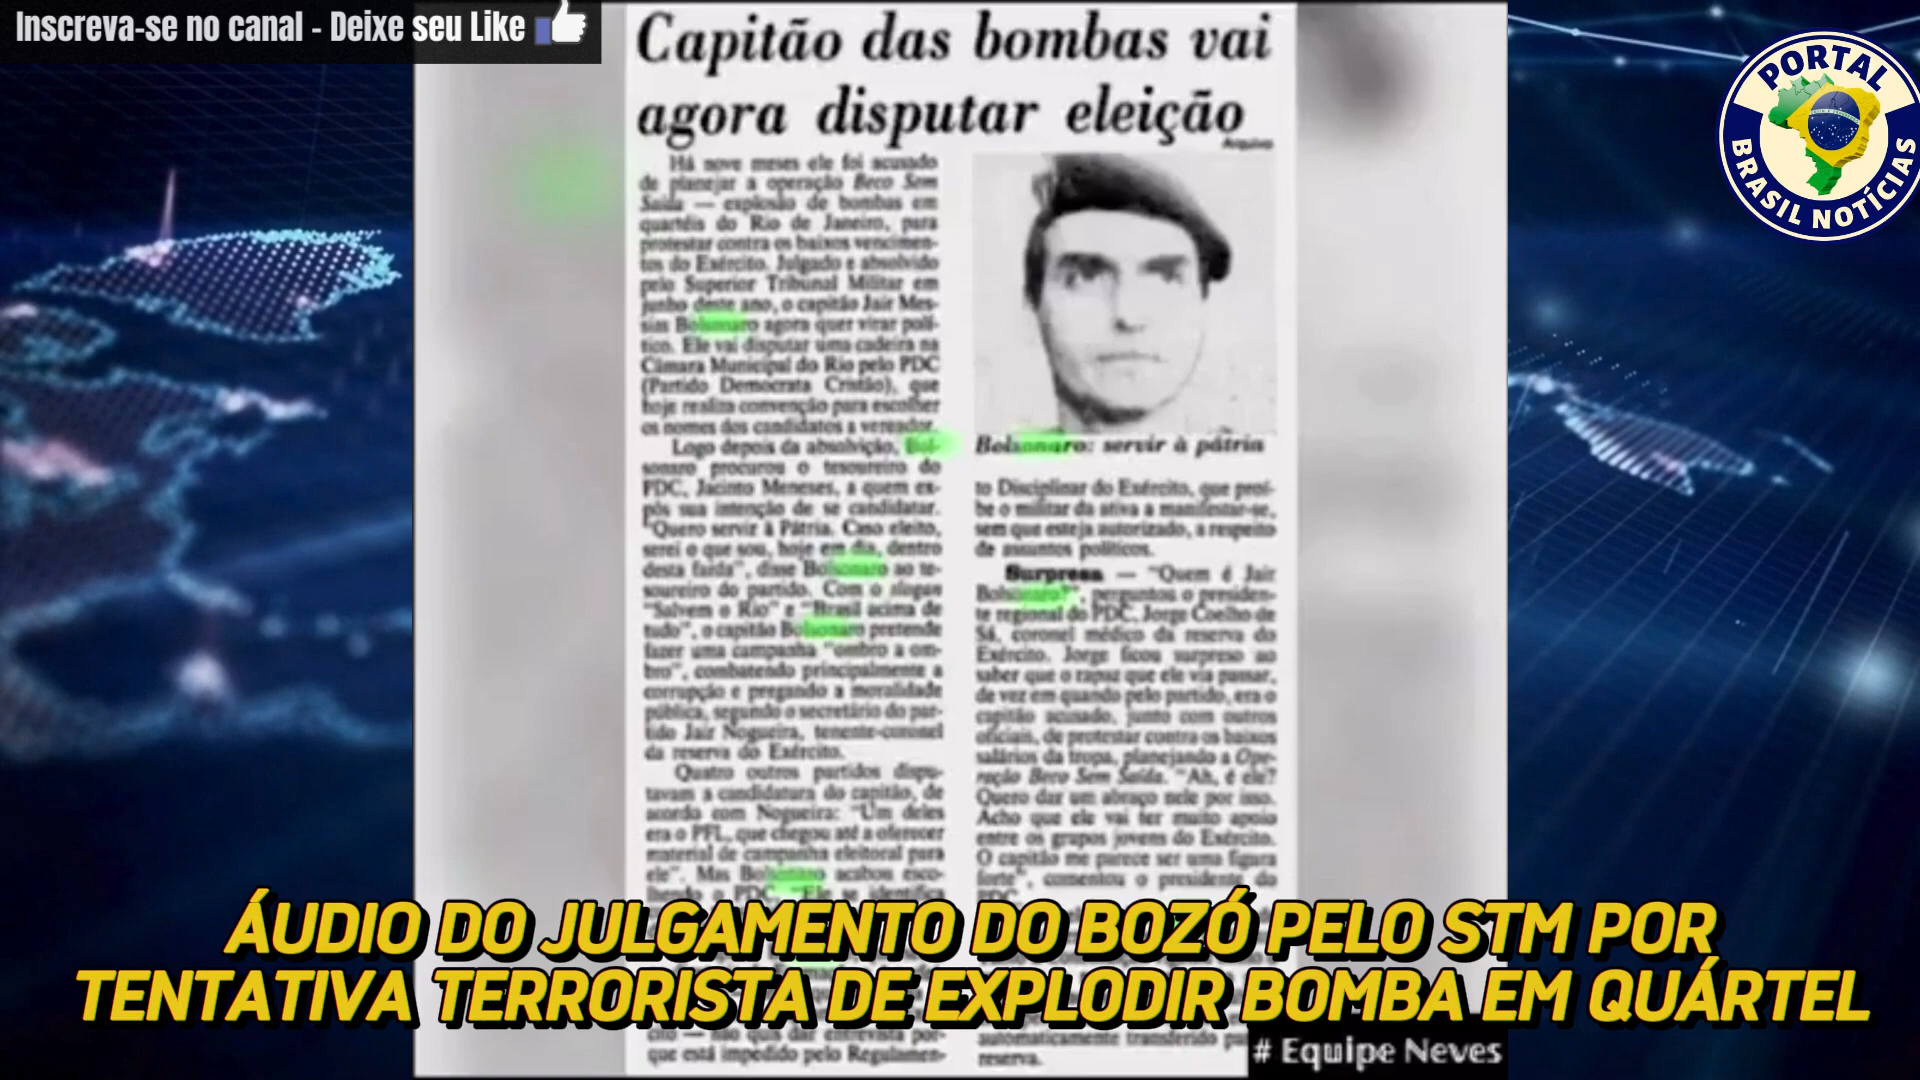 Inscreva-se no canal - Deixe seu Like
PORTAL
BRASIL NOTÍCIAS
Capitão das bombas vai
agora disputar eleição
Arquivo
Há nove meses ele foi acusado
de planejar a operação Beco Sem
Saída — explosão de bombas em
quartéis do Rio de Janeiro, para
protestar contra os baixos vencimen-
tos do Exército. Julgado e absolvido
pelo Superior Tribunal Militar em
junho deste ano, o capitão Jair Mes-
sias Bolsonaro agora quer virar polí-
tico. Ele vai disputar uma cadeira na
Câmara Municipal do Rio pelo PDC
(Partido Democrata Cristão), que
hoje realiza convenção para escolher
os nomes dos candidatos a vereador.
Logo depois da absolvição, Bol-
sonaro procurou o tesoureiro do
PDC, Jacinto Meneses, a quem ex-
pôs sua intenção de se candidatar.
"Quero servir à Pátria. Caso eleito,
serei o que sou, hoje em dia, dentro
desta farda", disse Bolsonaro ao te-
soureiro do partido. Com o slogan
"Salvem o Rio" e "Brasil acima de
tudo", o capitão Bolsonaro pretende
fazer uma campanha "ombro a om-
bro", combatendo principalmente a
corrupção e pregando a moralidade
pública, segundo o secretário do par-
tido Jair Nogueira, tenente-coronel
da reserva do Exército.
Quatro outros partidos dispu-
tavam a candidatura do capitão, de
acordo com Nogueira: "Um deles
era o PFL, que chegou até a oferecer
material de campanha eleitoral para
ele". Mas Bolsonaro acabou esco-
lhendo o PDC. "Ele se identifica
cito — não quis dar entrevista por-
que está impedido pelo Regulamen-
Bolsonaro: servir à pátria
to Disciplinar do Exército, que proí-
be o militar da ativa a manifestar-se,
sem que esteja autorizado, a respeito
de assuntos políticos.
Surpresa — "Quem é Jair
Bolsonaro?", perguntou o presiden-
te regional do PDC, Jorge Coelho de
Sá, coronel médico da reserva do
Exército. Jorge ficou surpreso ao
saber que o rapaz que ele via passar,
de vez em quando pelo partido, era o
capitão acusado, junto com outros
oficiais, de protestar contra os baixos
salários da tropa, planejando a Ope-
ração Beco Sem Saída. "Ah, é ele?
Quero dar um abraço nele por isso.
Acho que ele vai ter muito apoio
entre os grupos jovens do Exército.
O capitão me parece ser uma figura
forte", comentou o presidente do
PDC.
automaticamente transferido pa
reserva.
ÁUDIO DO JULGAMENTO DO BOZÓ PELO STM POR
TENTATIVA TERRORISTA DE EXPLODIR BOMBA EM QUÁRTEL
# Equipe Neves